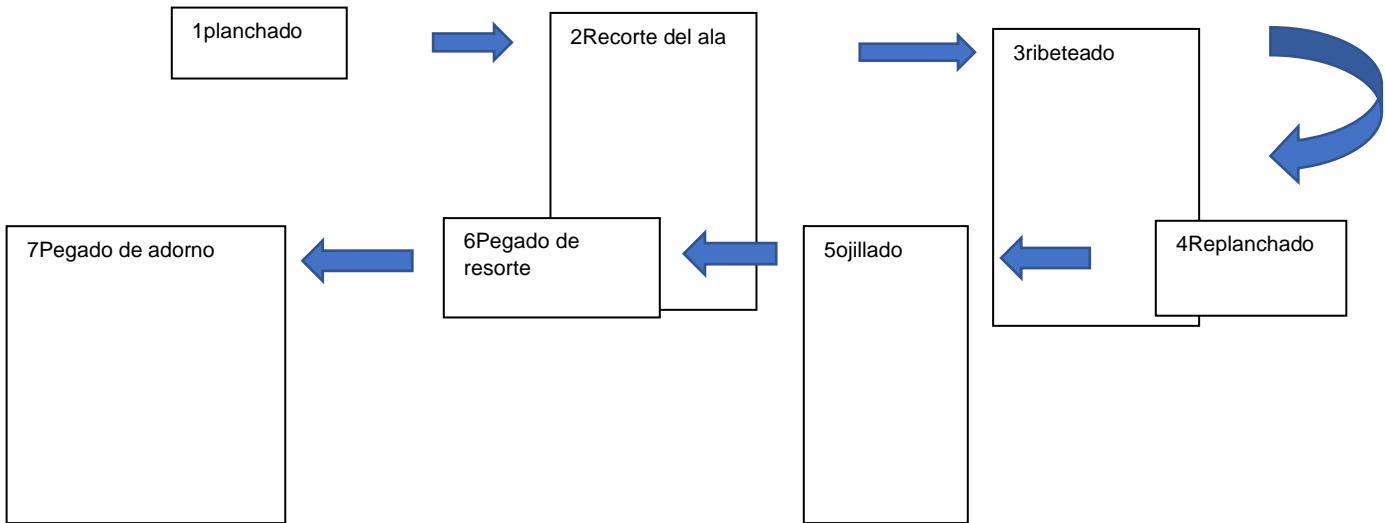 1planchado
2Recorte del ala
3ribeteado
4Replanchado
5ojillado
6Pegado de
resorte
7Pegado de adorno